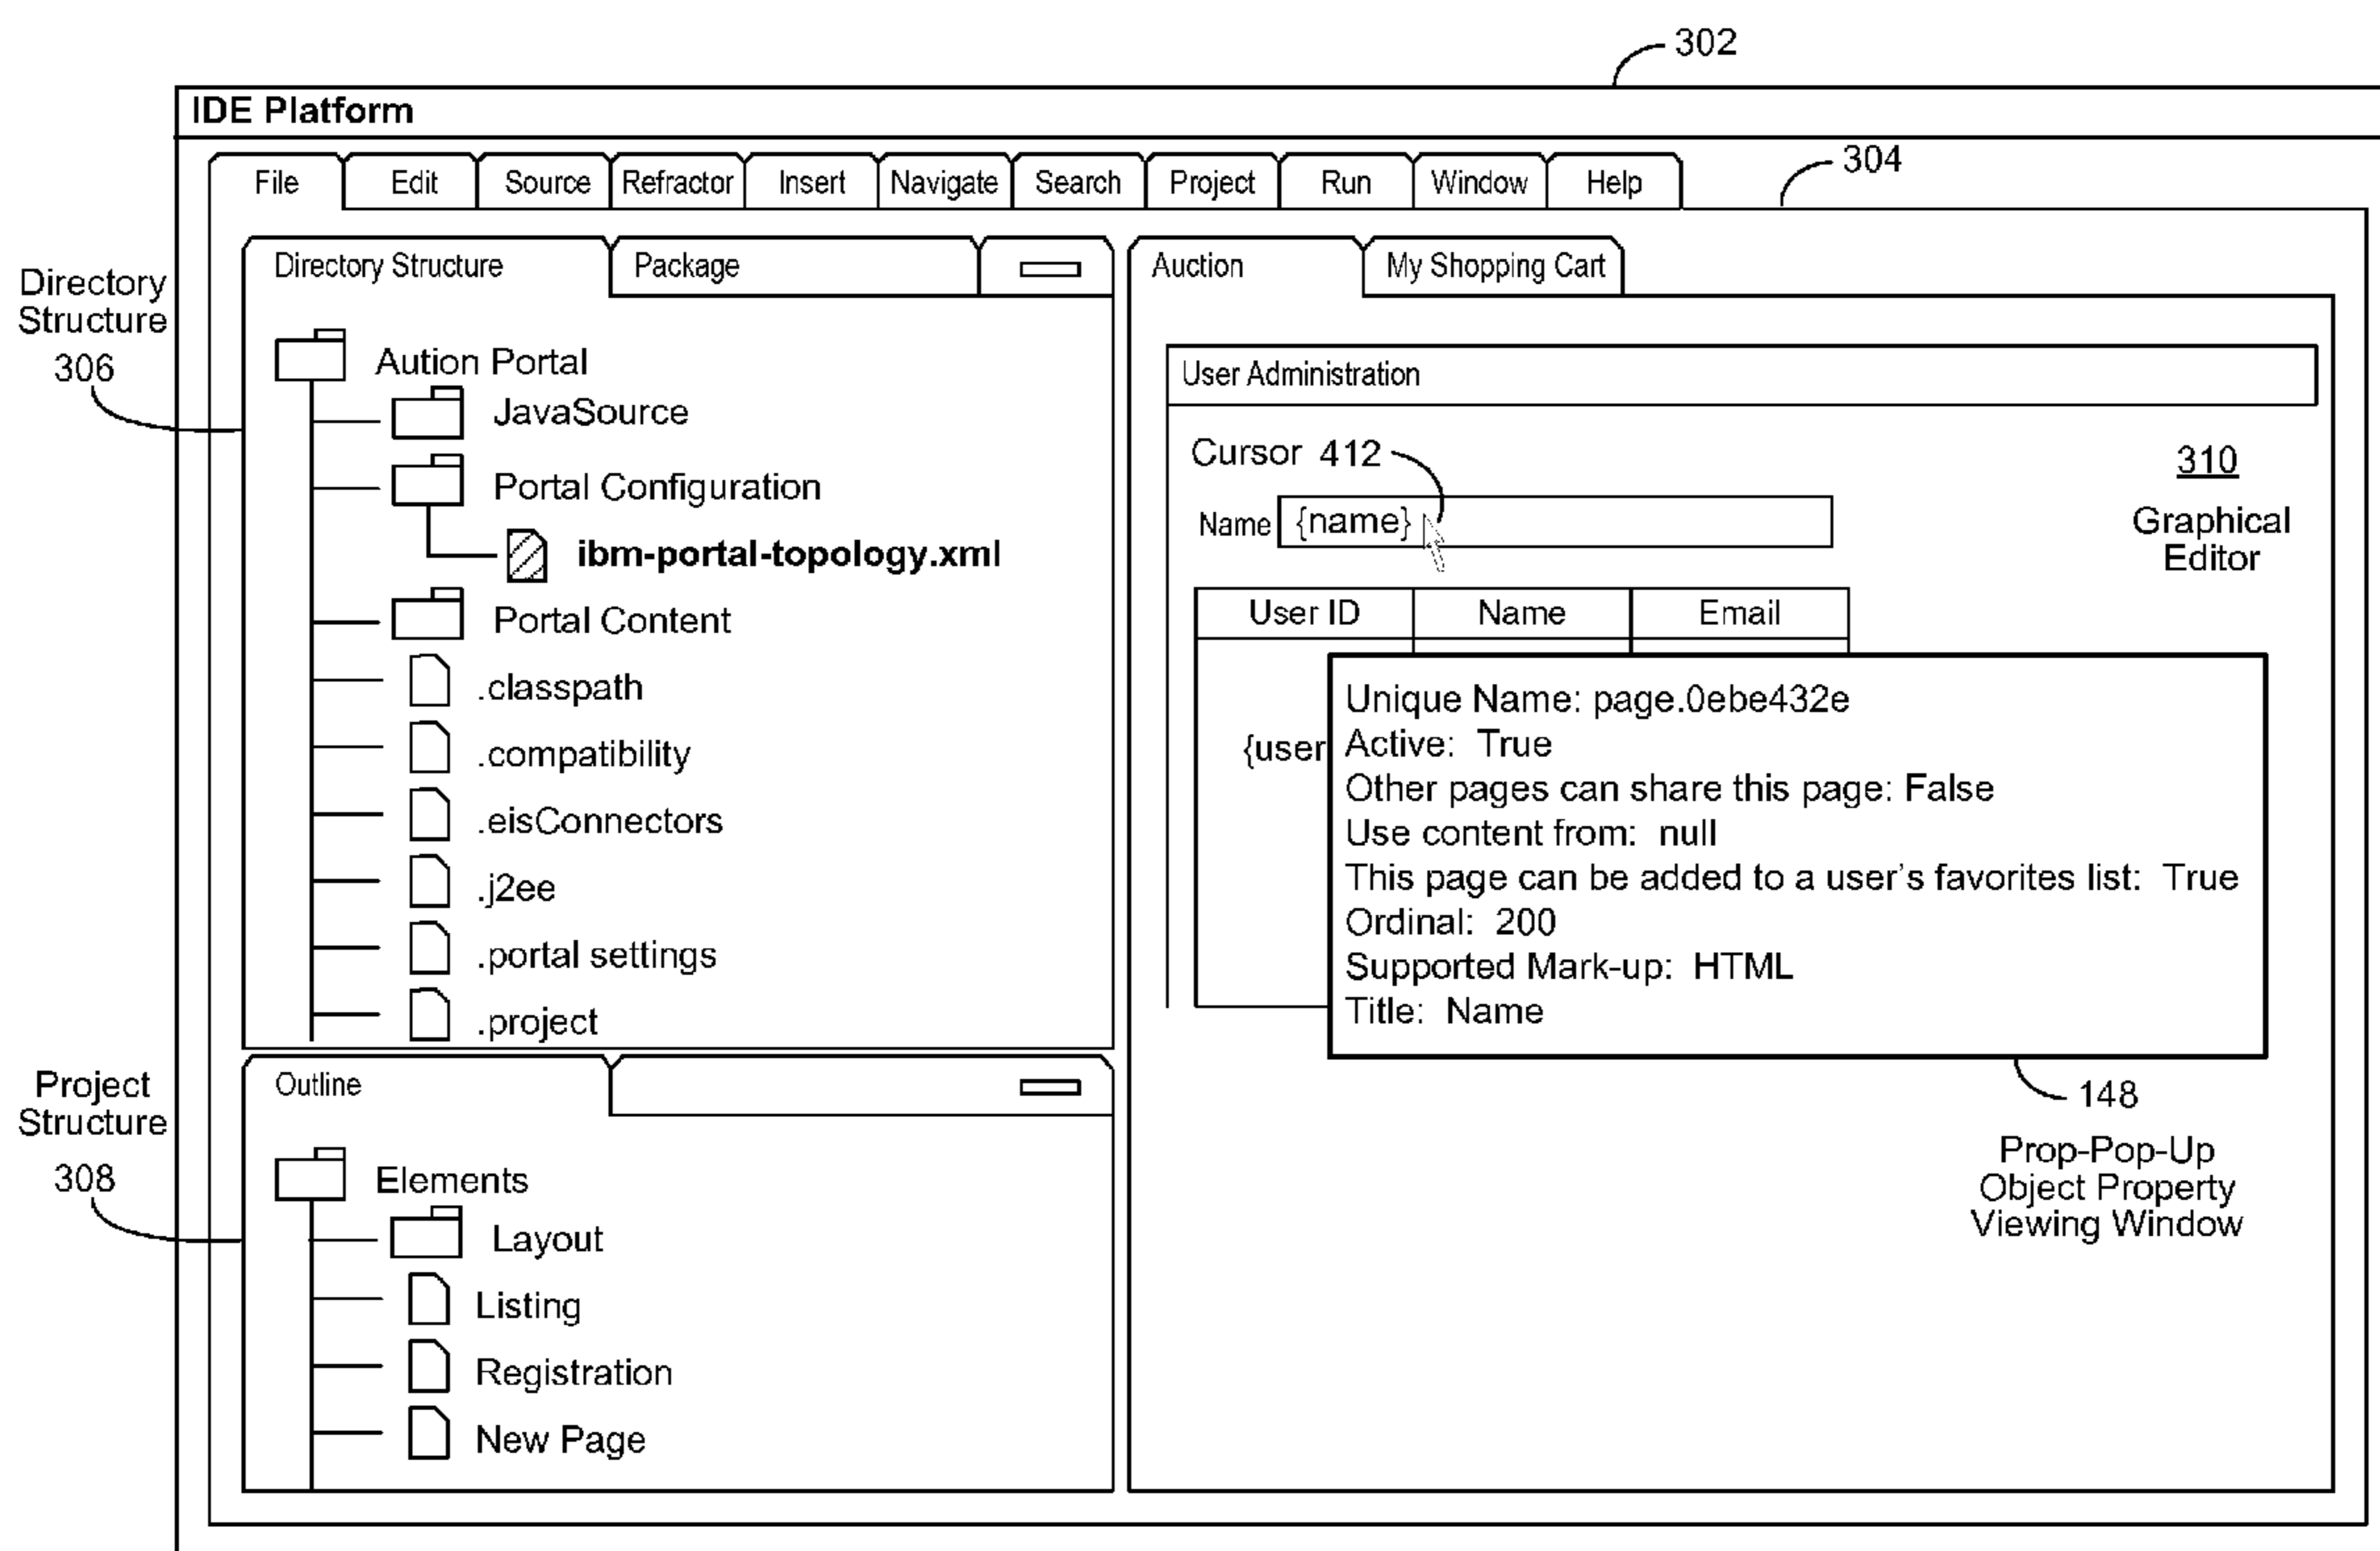 302
IDE Platform
304
File Edit Source Refractor Insert Navigate Search Project Run Window Help
Directory
Structure
306
Directory Structure Package
Aution Portal
JavaSource
Portal Configuration
ibm-portal-topology.xml
Portal Content
.classpath
.compatibility
.eisConnectors
.j2ee
.portal settings
.project
Project
Structure
308
Outline
Elements
Layout
Listing
Registration
New Page
Auction My Shopping Cart
User Administration
Cursor 412
310
Graphical
Editor
Name {name}
User ID Name Email
{user
Unique Name: page.0ebe432e
Active: True
Other pages can share this page: False
Use content from: null
This page can be added to a user's favorites list: True
Ordinal: 200
Supported Mark-up: HTML
Title: Name
148
Prop-Pop-Up
Object Property
Viewing Window